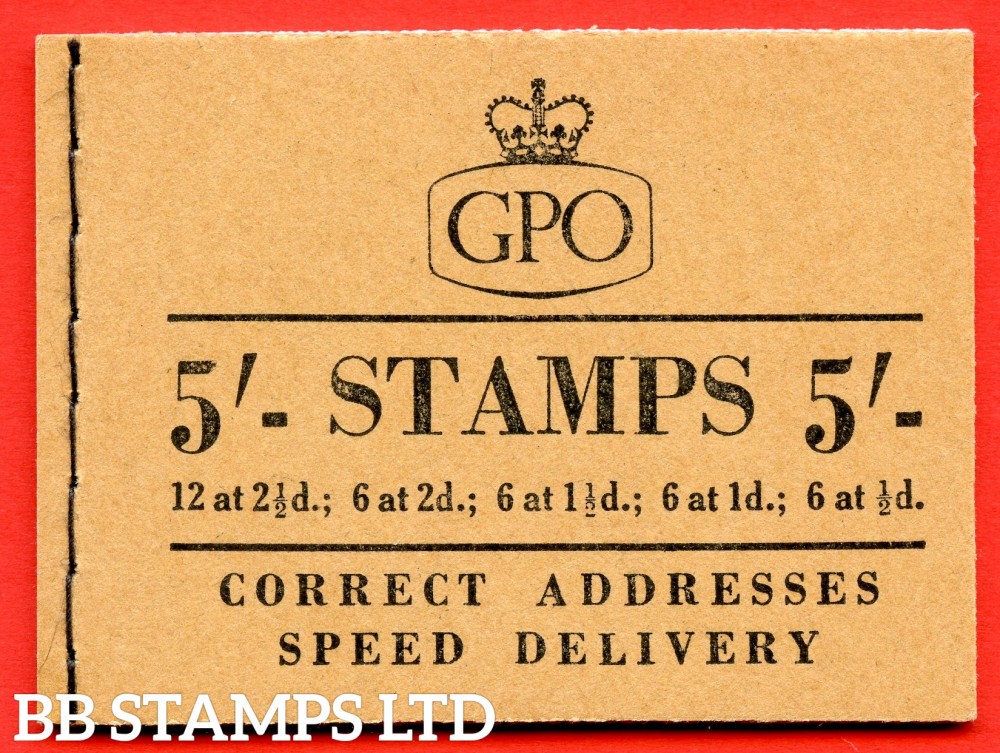 GPO
5/- STAMPS 5/-
12 at 2½d.; 6 at 2d.; 6 at 1½d.; 6 at 1d.; 6 at ½d.
CORRECT ADDRESSES
SPEED DELIVERY
BB STAMPS LTD